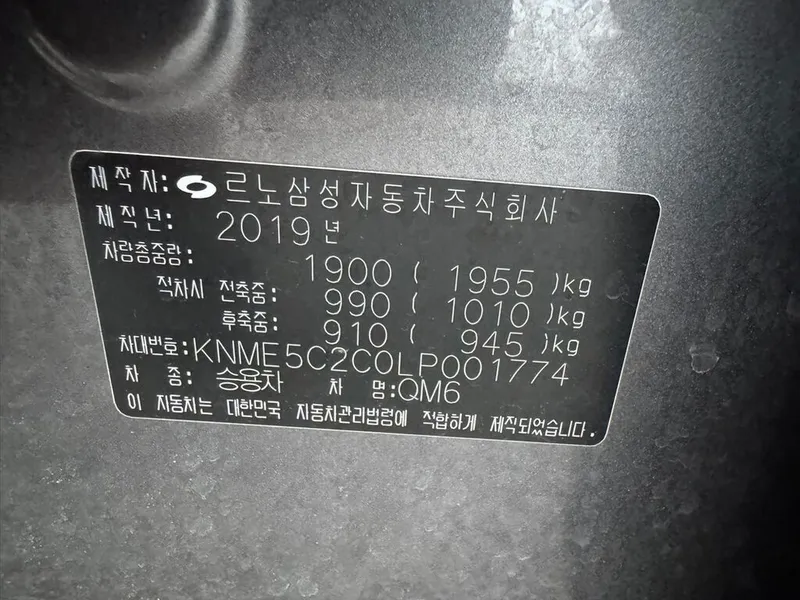 제 작 자: 르노삼성자동차주식회사
제 작 년: 2019 년
차량총중량: 1900 ( 1955 )kg
적차시 전축중: 990 ( 1010 )kg
후축중: 910 ( 945 )kg
차대번호:KNME5C2C0LP001774
차 종: 승용차 차 명:QM6
이 자동차는 대한민국 자동차관리법령에 적합하게 제작되었습니다.